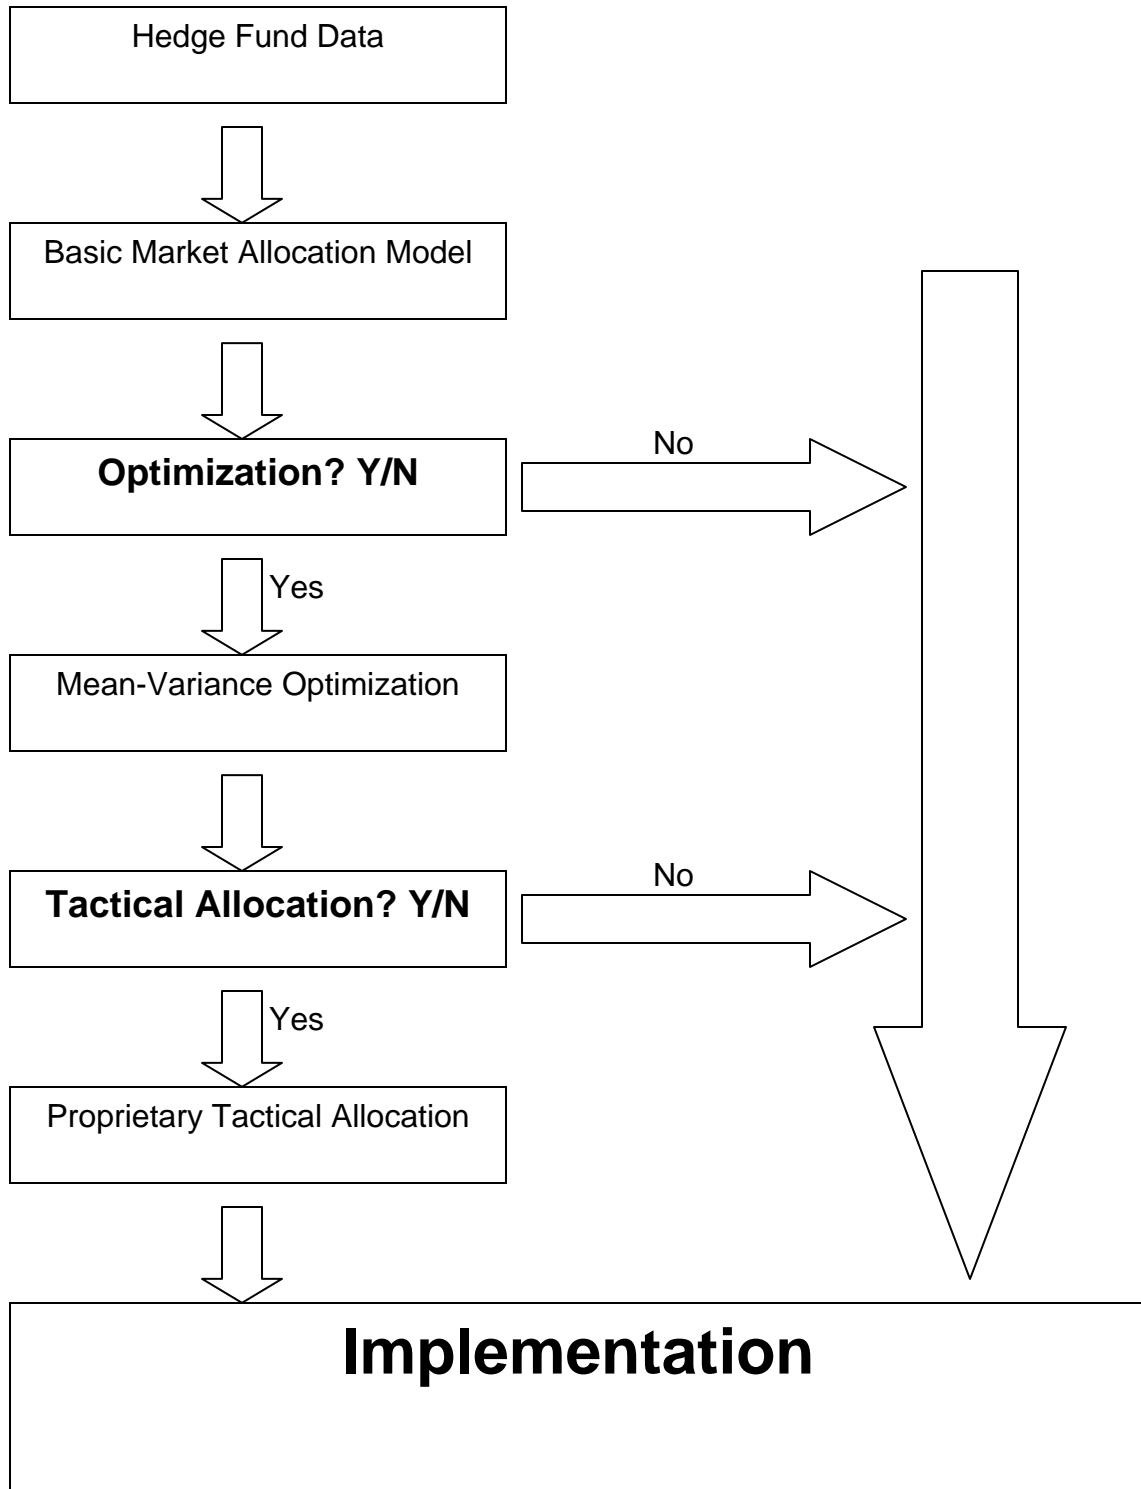 Hedge Fund Data
Basic Market Allocation Model
Optimization? Y/N
No
Yes
Mean-Variance Optimization
Tactical Allocation? Y/N
No
Yes
Proprietary Tactical Allocation
Implementation